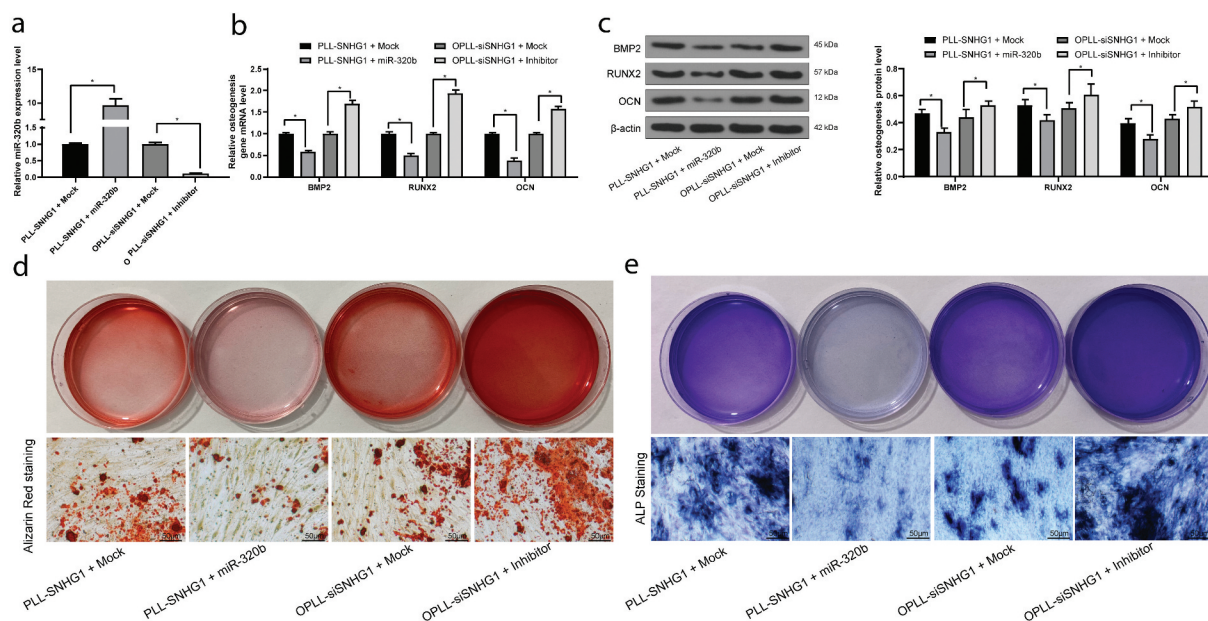 a
Relative miR-320b expression level
15
10
5
1.0
0.5
0.0
*
*
PLL-SNHG1 + Mock
PLL-SNHG1 + miR-320b
OPLL-siSNHG1 + Mock
O PLL-siSNHG1 + Inhibitor
b
PLL-SNHG1 + Mock
OPLL-siSNHG1 + Mock
PLL-SNHG1 + miR-320b
OPLL-siSNHG1 + Inhibitor
Relative osteogenesis
gene mRNA level
2.5
2.0
1.5
1.0
0.5
0.0
*
*
*
*
*
*
BMP2
RUNX2
OCN
c
BMP2
45 kDa
RUNX2
57 kDa
OCN
12 kDa
β-actin
42 kDa
PLL-SNHG1 + Mock
PLL-SNHG1 + miR-320b
OPLL-siSNHG1 + Mock
OPLL-siSNHG1 + Inhibitor
PLL-SNHG1 + Mock
OPLL-siSNHG1 + Mock
PLL-SNHG1 + miR-320b
OPLL-siSNHG1 + Inhibitor
Relative osteogenesis protein level
0.8
0.6
0.4
0.2
0.0
*
*
*
*
*
*
BMP2
RUNX2
OCN
d
Alizarin Red staining
50μm
50μm
50μm
50μm
PLL-SNHG1 + Mock
PLL-SNHG1 + miR-320b
OPLL-siSNHG1 + Mock
OPLL-siSNHG1 + Inhibitor
e
ALP Staining
50μm
50μm
50μm
50μm
PLL-SNHG1 + Mock
PLL-SNHG1 + miR-320b
OPLL-siSNHG1 + Mock
OPLL-siSNHG1 + Inhibitor